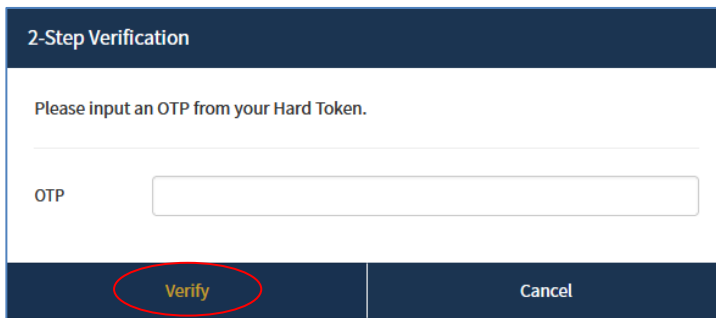 2-Step Verification
Please input an OTP from your Hard Token.
OTP
Verify
Cancel